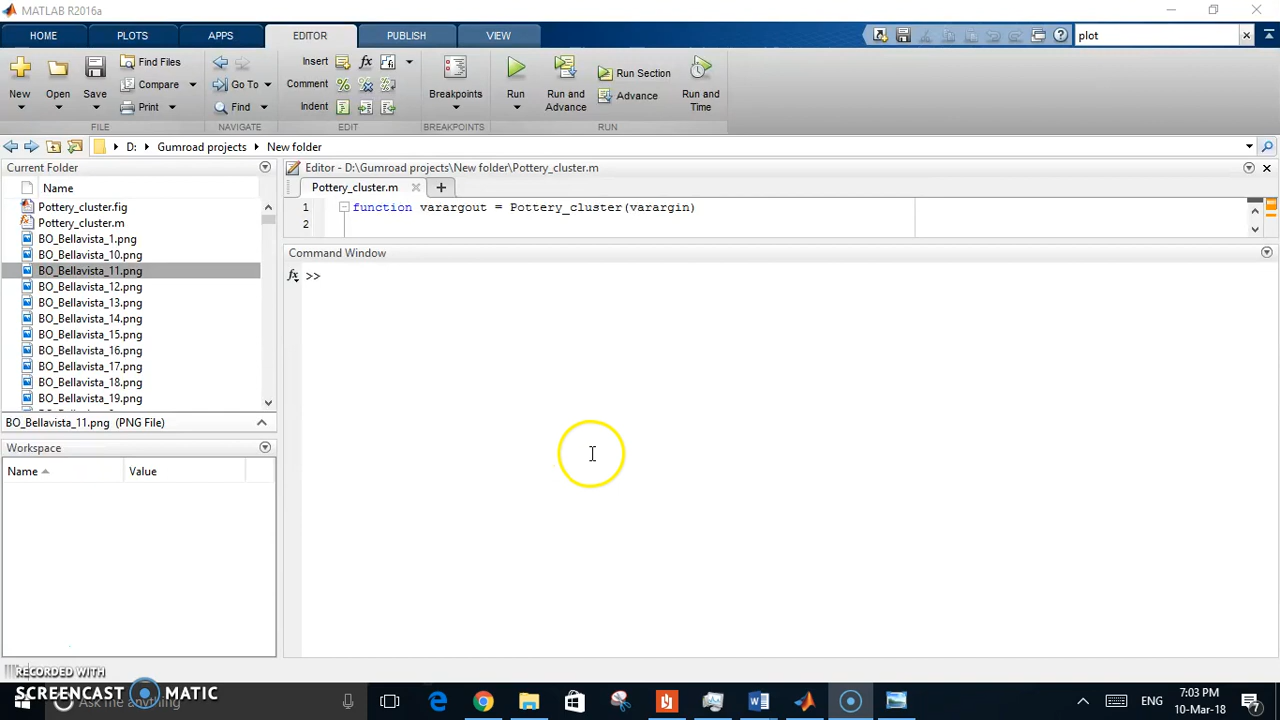 MATLAB R2016a
HOME PLOTS APPS EDITOR PUBLISH VIEW plot
New Open Save Find Files Compare Print Go To Find Insert Comment Indent fx Breakpoints Run Run and Advance Run Section Advance Run and Time
FILE NAVIGATE EDIT BREAKPOINTS RUN
D: Gumroad projects New folder
Current Folder
Name
Pottery_cluster.fig
Pottery_cluster.m
BO_Bellavista_1.png
BO_Bellavista_10.png
BO_Bellavista_11.png
BO_Bellavista_12.png
BO_Bellavista_13.png
BO_Bellavista_14.png
BO_Bellavista_15.png
BO_Bellavista_16.png
BO_Bellavista_17.png
BO_Bellavista_18.png
BO_Bellavista_19.png
BO_Bellavista_11.png (PNG File)
Workspace
Name Value
Editor - D:\Gumroad projects\New folder\Pottery_cluster.m
Pottery_cluster.m
1 function varargout = Pottery_cluster(varargin)
2
Command Window
fx >>
RECORDED WITH
SCREENCAST MATIC
Ask me anything
ENG 7:03 PM
10-Mar-18 7